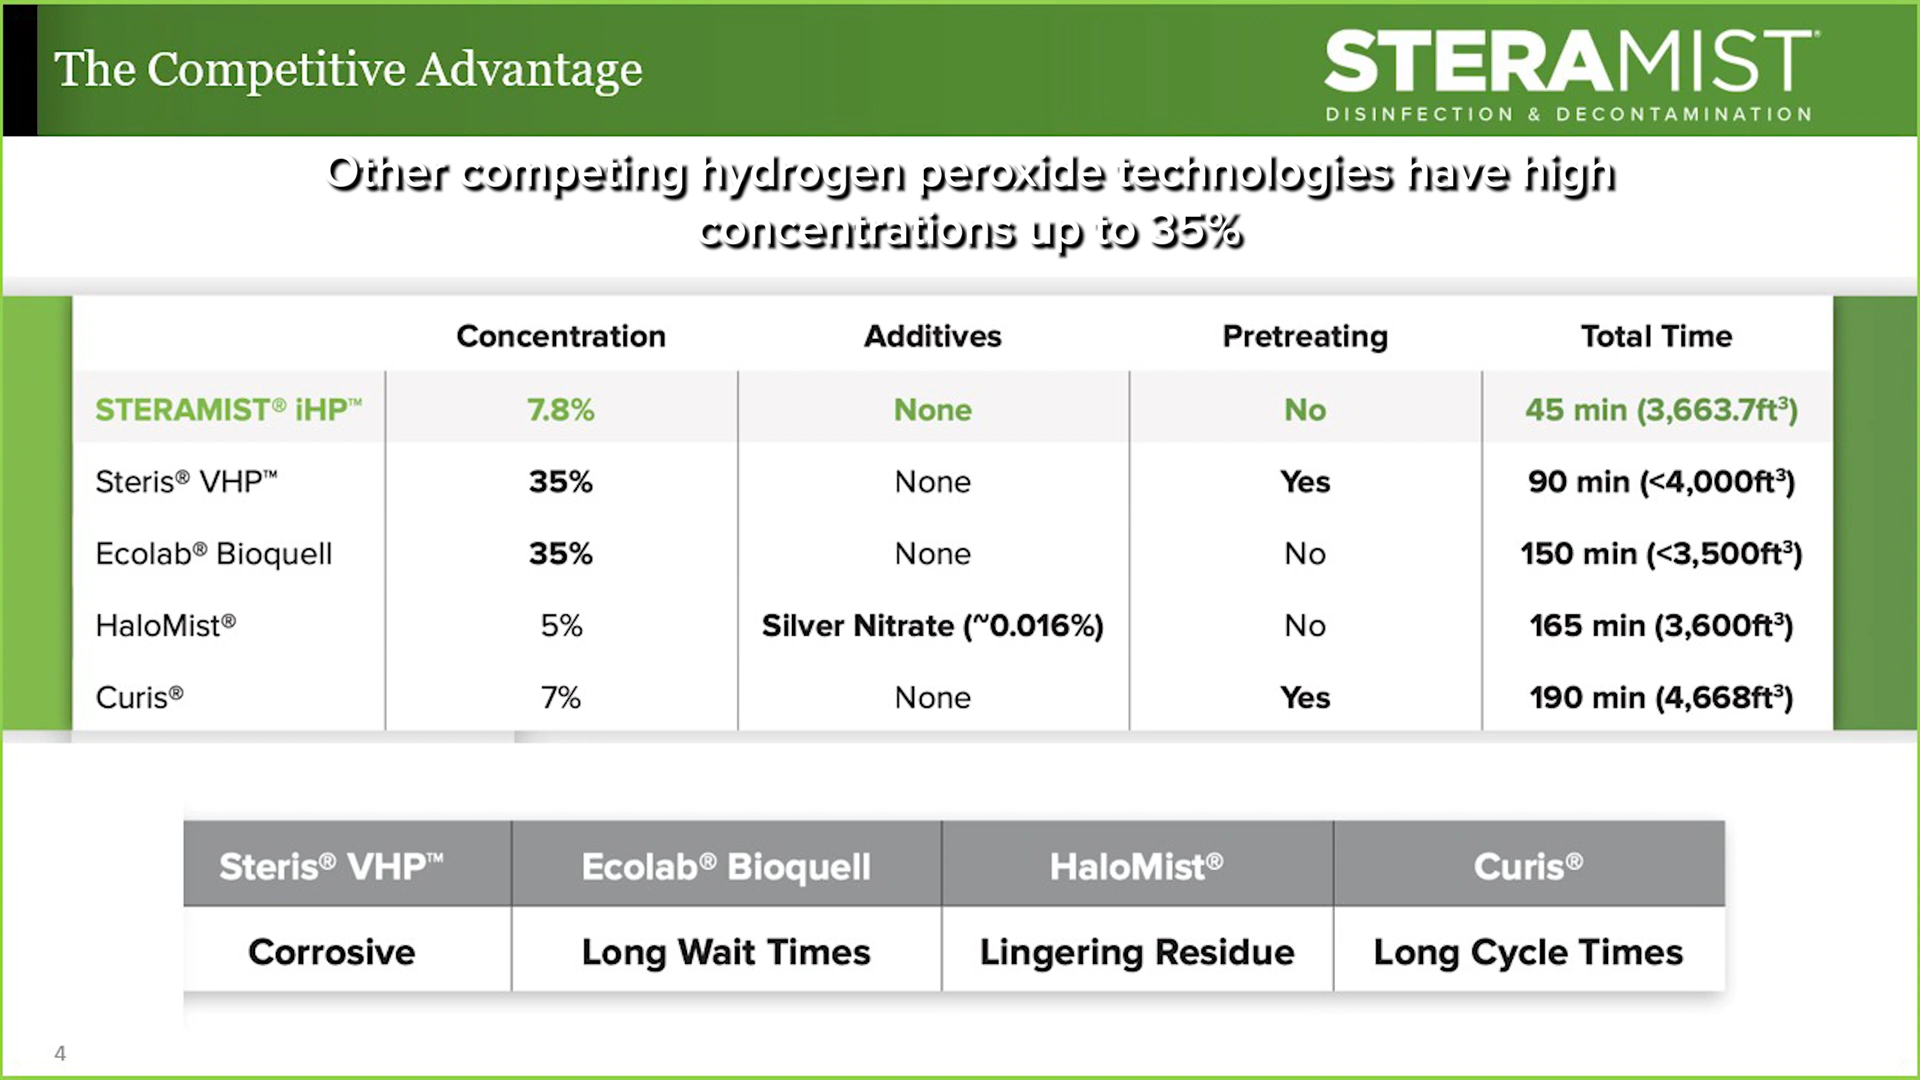 The Competitive Advantage
STERAMIST®
DISINFECTION & DECONTAMINATION
Other competing hydrogen peroxide technologies have high
concentrations up to 35%
Concentration Additives Pretreating Total Time
STERAMIST® iHP™ 7.8% None No 45 min (3,663.7ft³)
Steris® VHP™ 35% None Yes 90 min (<4,000ft³)
Ecolab® Bioquell 35% None No 150 min (<3,500ft³)
HaloMist® 5% Silver Nitrate (~0.016%) No 165 min (3,600ft³)
Curis® 7% None Yes 190 min (4,668ft³)
Steris® VHP™ Ecolab® Bioquell HaloMist® Curis®
Corrosive Long Wait Times Lingering Residue Long Cycle Times
4